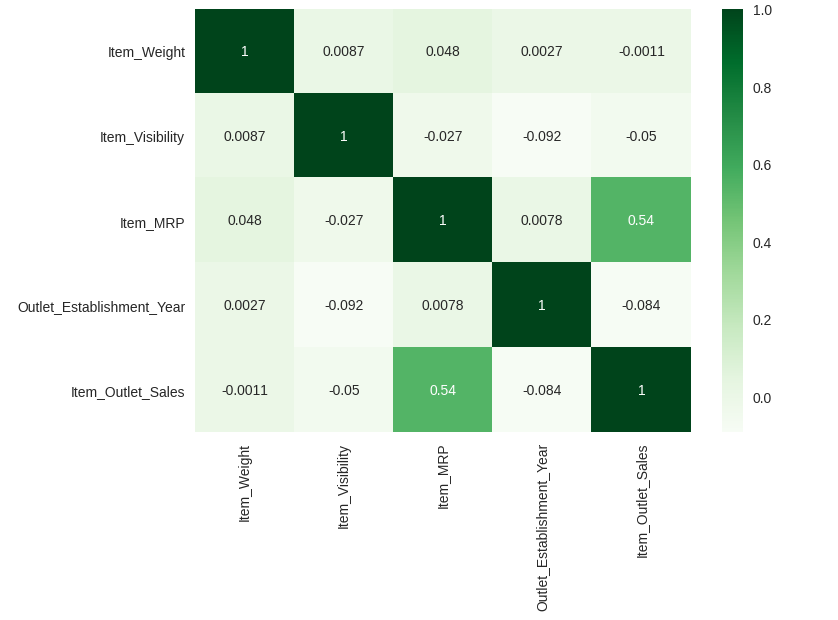 1.0
Item_Weight 1 0.0087 0.048 0.0027 -0.0011
0.8
Item_Visibility 0.0087 1 -0.027 -0.092 -0.05
0.6
Item_MRP 0.048 -0.027 1 0.0078 0.54
0.4
Outlet_Establishment_Year 0.0027 -0.092 0.0078 1 -0.084
0.2
Item_Outlet_Sales -0.0011 -0.05 0.54 -0.084 1
0.0
Item_Weight
Item_Visibility
Item_MRP
Outlet_Establishment_Year
Item_Outlet_Sales